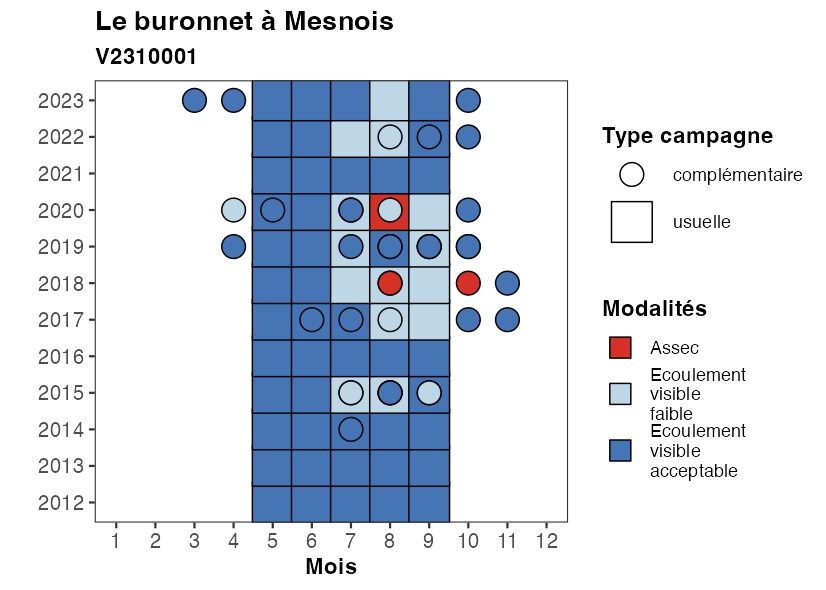 Le buronnet à Mesnois
V2310001
2023
2022
2021
2020
2019
2018
2017
2016
2015
2014
2013
2012
1 2 3 4 5 6 7 8 9 10 11 12
Mois
Type campagne
complémentaire
usuelle
Modalités
Assec
Ecoulement
visible
faible
Ecoulement
visible
acceptable